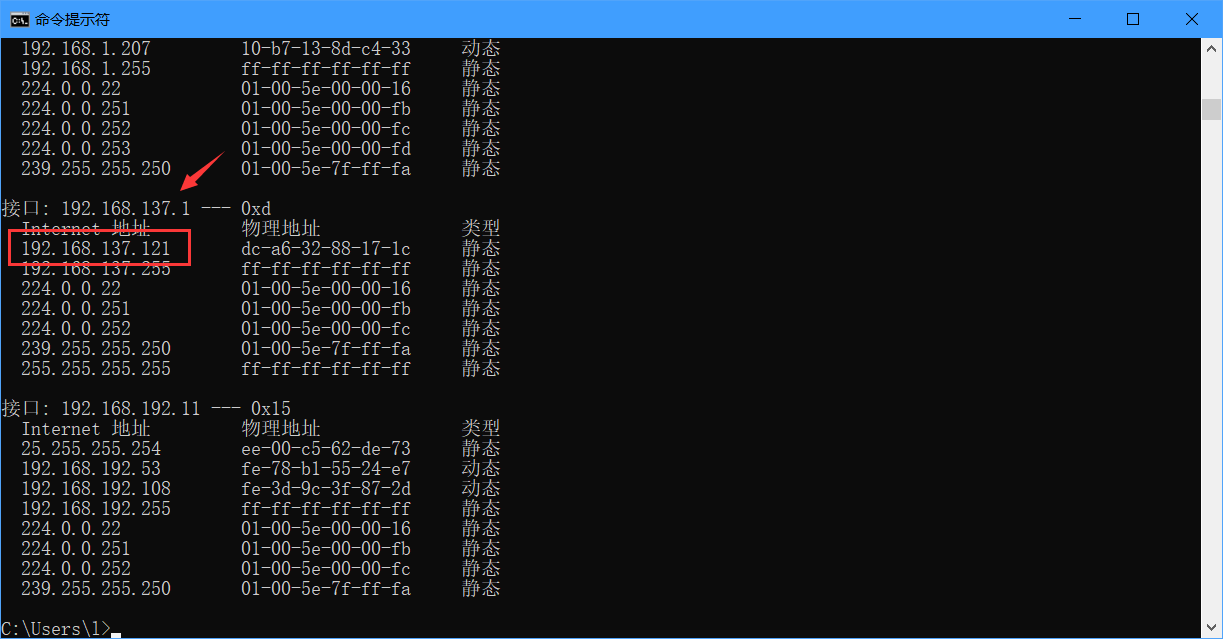 命令提示符
192.168.1.207 10-b7-13-8d-c4-33 动态
192.168.1.255 ff-ff-ff-ff-ff-ff 静态
224.0.0.22 01-00-5e-00-00-16 静态
224.0.0.251 01-00-5e-00-00-fb 静态
224.0.0.252 01-00-5e-00-00-fc 静态
224.0.0.253 01-00-5e-00-00-fd 静态
239.255.255.250 01-00-5e-7f-ff-fa 静态
接口: 192.168.137.1 --- 0xd
Internet 地址 物理地址 类型
192.168.137.121 dc-a6-32-88-17-1c 静态
192.168.137.255 ff-ff-ff-ff-ff-ff 静态
224.0.0.22 01-00-5e-00-00-16 静态
224.0.0.251 01-00-5e-00-00-fb 静态
224.0.0.252 01-00-5e-00-00-fc 静态
239.255.255.250 01-00-5e-7f-ff-fa 静态
255.255.255.255 ff-ff-ff-ff-ff-ff 静态
接口: 192.168.192.11 --- 0x15
Internet 地址 物理地址 类型
25.255.255.254 ee-00-c5-62-de-73 静态
192.168.192.53 fe-78-b1-55-24-e7 动态
192.168.192.108 fe-3d-9c-3f-87-2d 动态
192.168.192.255 ff-ff-ff-ff-ff-ff 静态
224.0.0.22 01-00-5e-00-00-16 静态
224.0.0.251 01-00-5e-00-00-fb 静态
224.0.0.252 01-00-5e-00-00-fc 静态
239.255.255.250 01-00-5e-7f-ff-fa 静态
C:\Users\l>